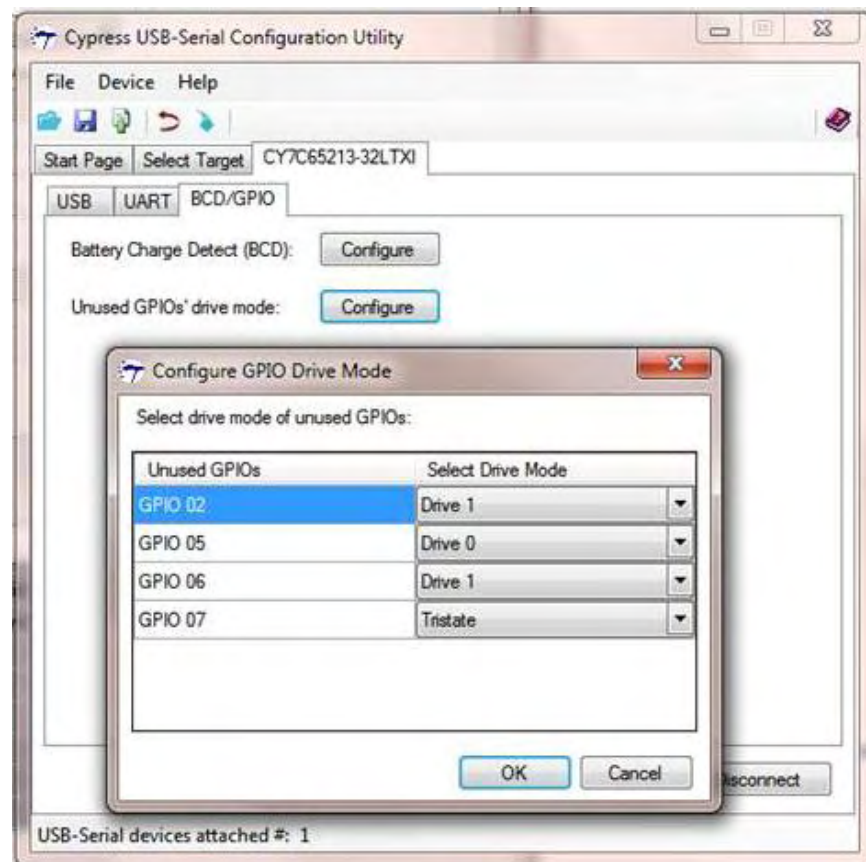 Cypress USB-Serial Configuration Utility
File Device Help
Start Page Select Target CY7C65213-32LTXI
USB UART BCD/GPIO
Battery Charge Detect (BCD): Configure
Unused GPIOs' drive mode: Configure
Configure GPIO Drive Mode
Select drive mode of unused GPIOs:
Unused GPIOs Select Drive Mode
GPIO 02 Drive 1
GPIO 05 Drive 0
GPIO 06 Drive 1
GPIO 07 Tristate
OK Cancel
isconnect
USB-Serial devices attached #: 1